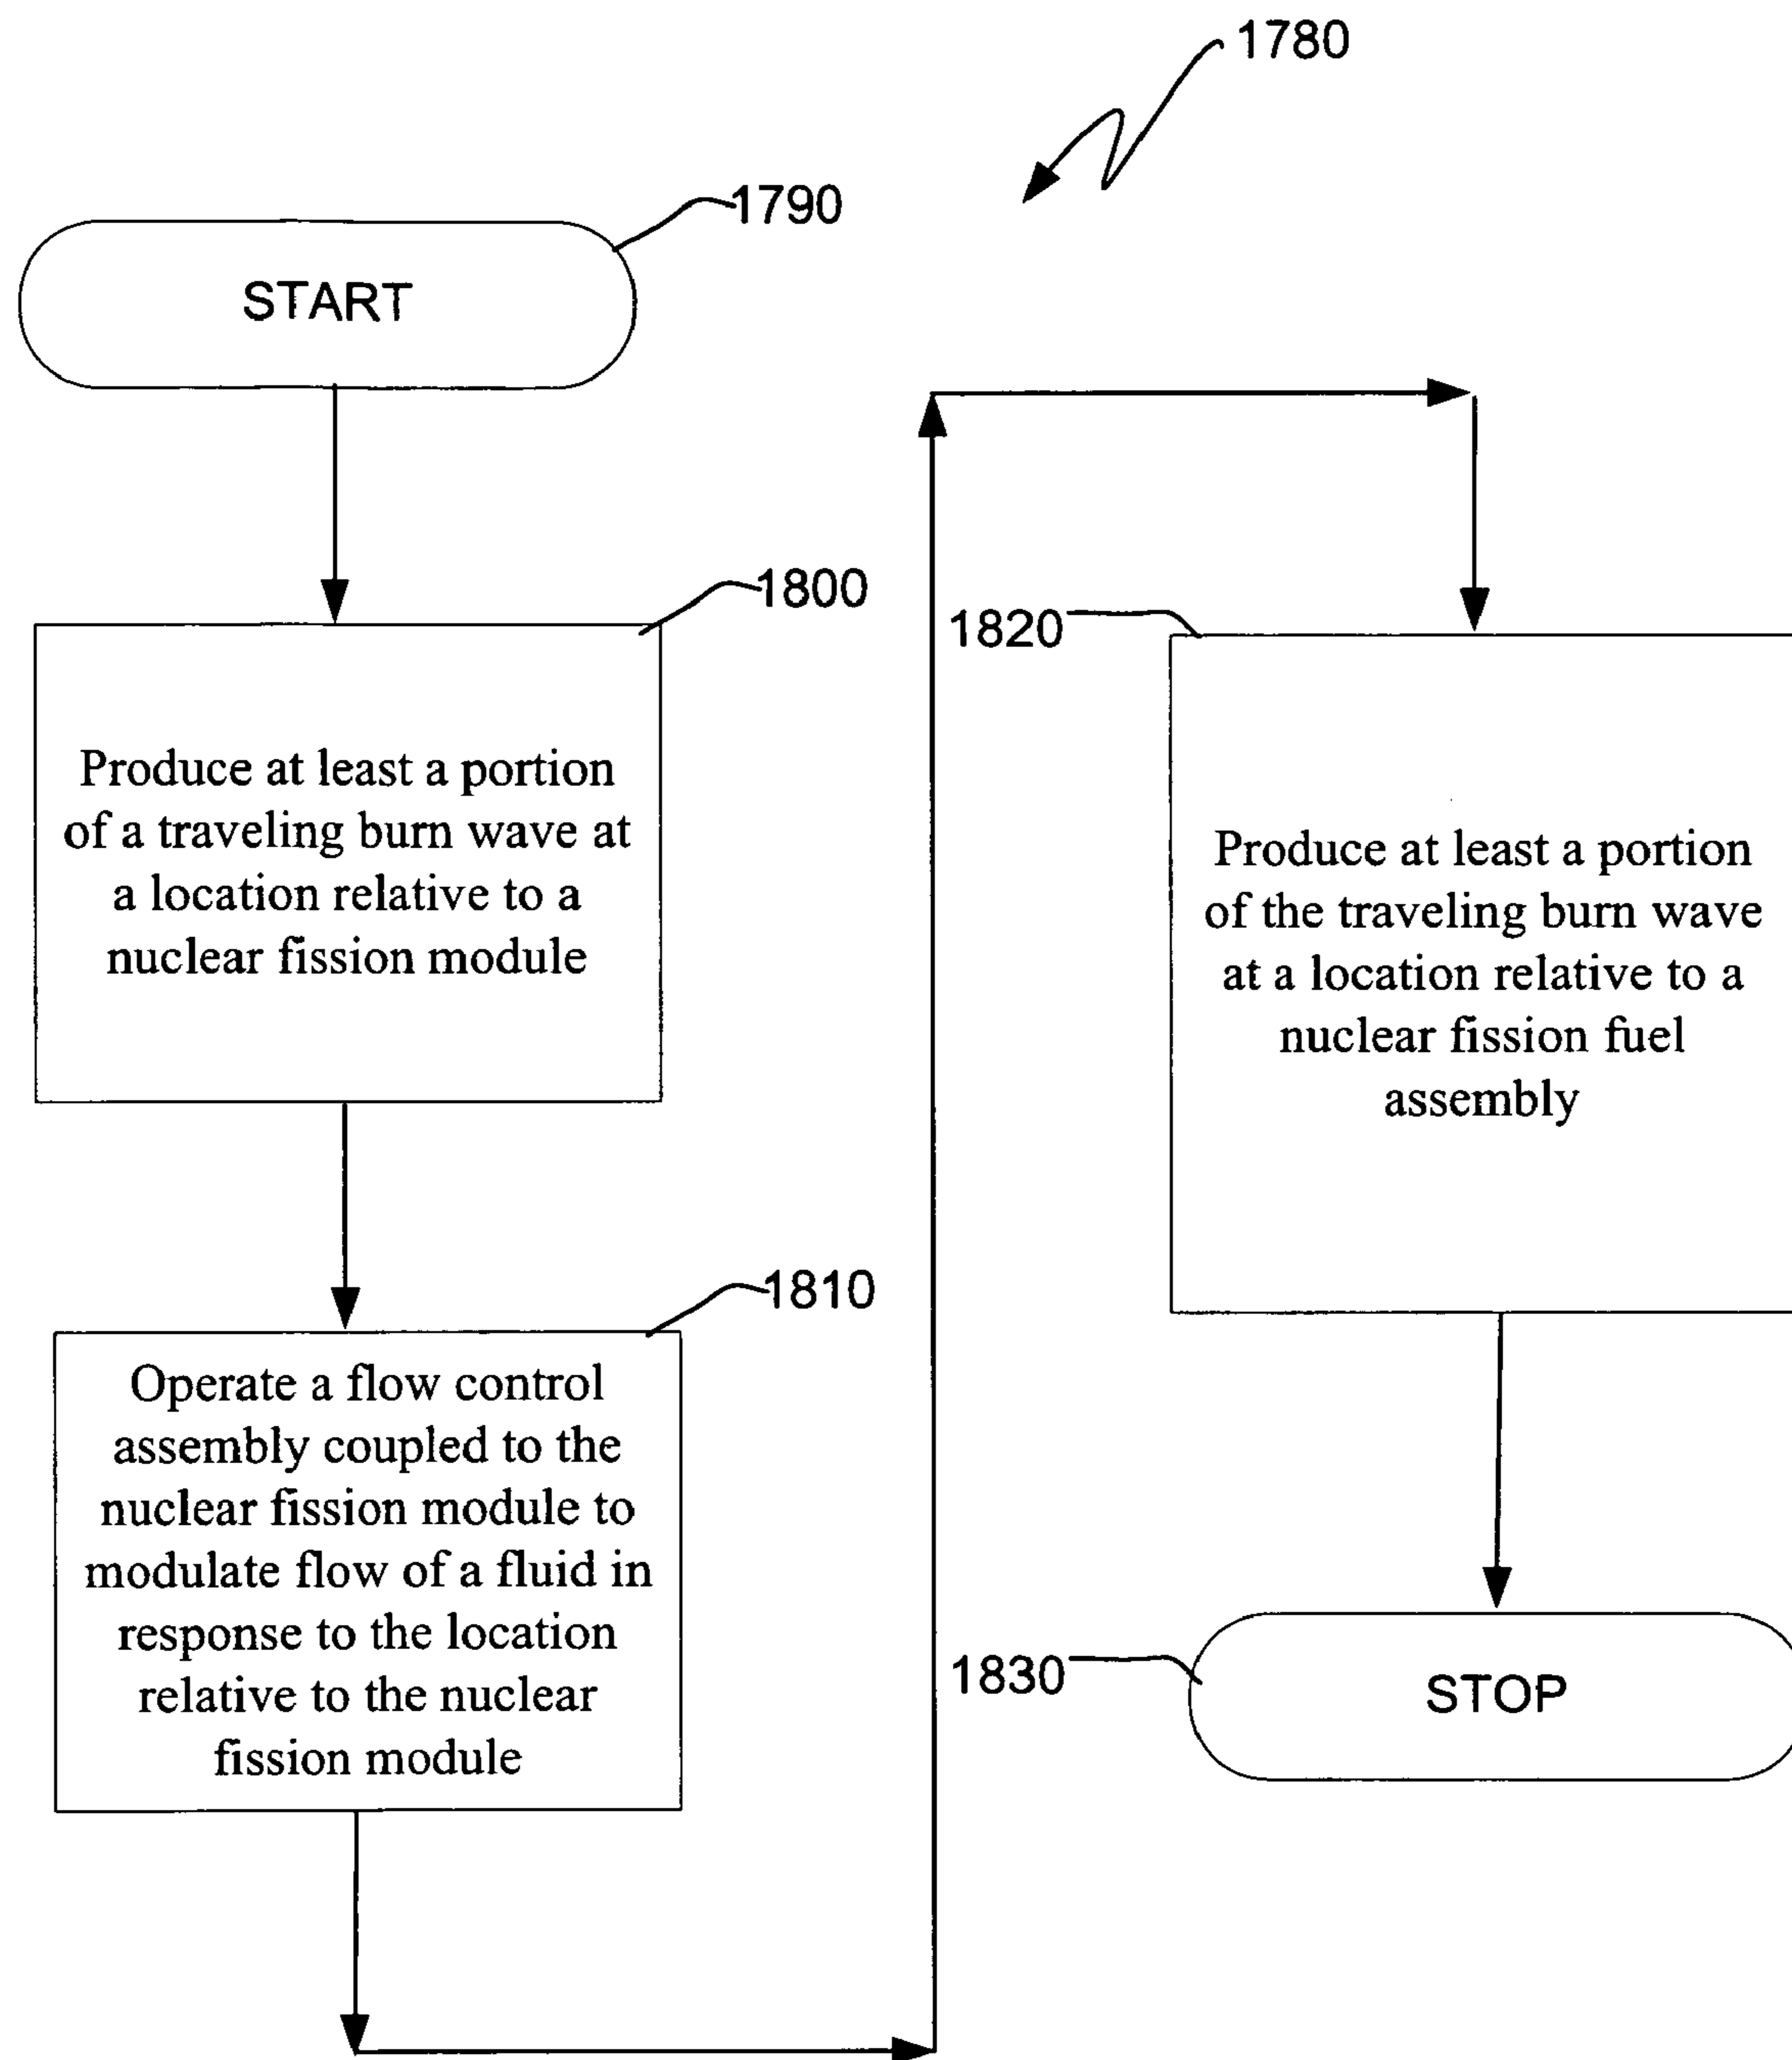 1780
1790
START
1800
Produce at least a portion
of a traveling burn wave at
a location relative to a
nuclear fission module
1810
Operate a flow control
assembly coupled to the
nuclear fission module to
modulate flow of a fluid in
response to the location
relative to the nuclear
fission module
1820
Produce at least a portion
of the traveling burn wave
at a location relative to a
nuclear fission fuel
assembly
1830
STOP